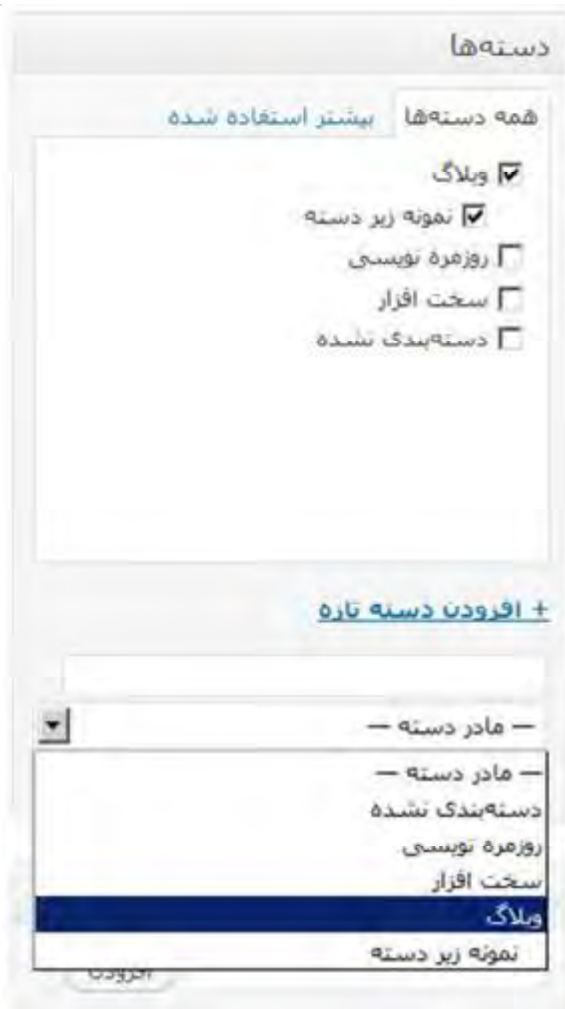 دسته‌ها
همه دسته‌ها بیشتر استفاده شده
وبلاگ
نمونه زیر دسته
روزمره نویسی
سخت افزار
دسته‌بندی نشده
+ افزودن دسته تازه
— مادر دسته —
— مادر دسته —
دسته‌بندی نشده
روزمره نویسی
سخت افزار
وبلاگ
نمونه زیر دسته
افزودن